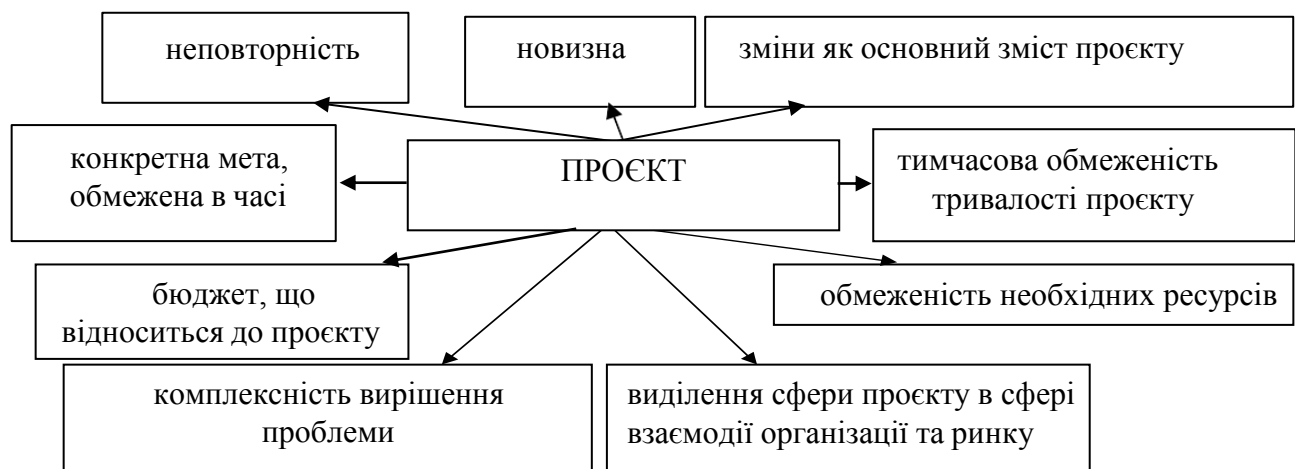 неповторність
новизна
зміни як основний зміст проєкту
конкретна мета,
обмежена в часі
ПРОЄКТ
тимчасова обмеженість
тривалості проєкту
бюджет, що
відноситься до проєкту
обмеженість необхідних ресурсів
комплексність вирішення
проблеми
виділення сфери проєкту в сфері
взаємодії організації та ринку